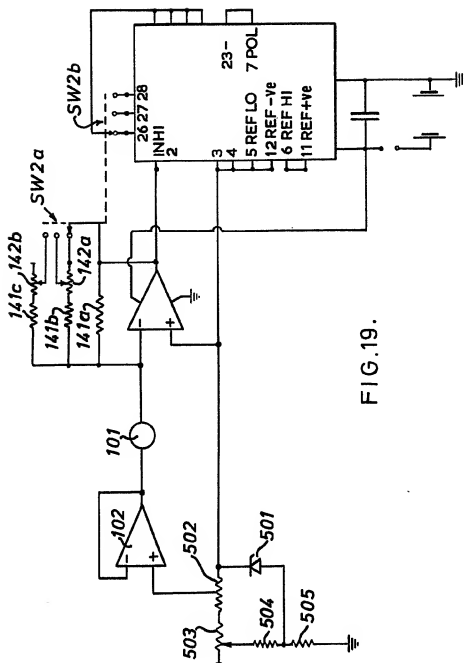 SW2b
SW2a
141c
142b
141b
142a
141a
26
27
28
INHI
2
23-
7 POL
3
4
5 REF LO
12 REF -Ve
6 REF HI
11 REF+ve
101
102
-
+
-
+
502
503
501
504
505
FIG.19.